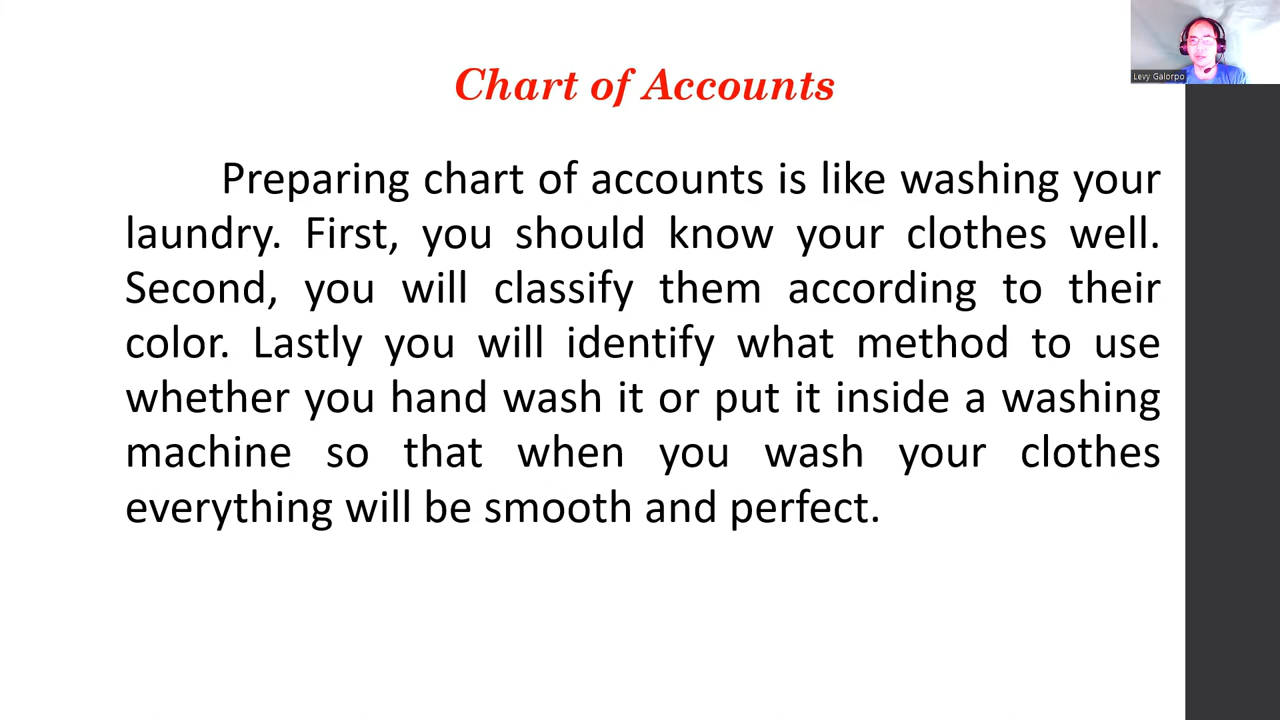 Chart of Accounts
Levy Galorpo
Preparing chart of accounts is like washing your
laundry. First, you should know your clothes well.
Second, you will classify them according to their
color. Lastly you will identify what method to use
whether you hand wash it or put it inside a washing
machine so that when you wash your clothes
everything will be smooth and perfect.